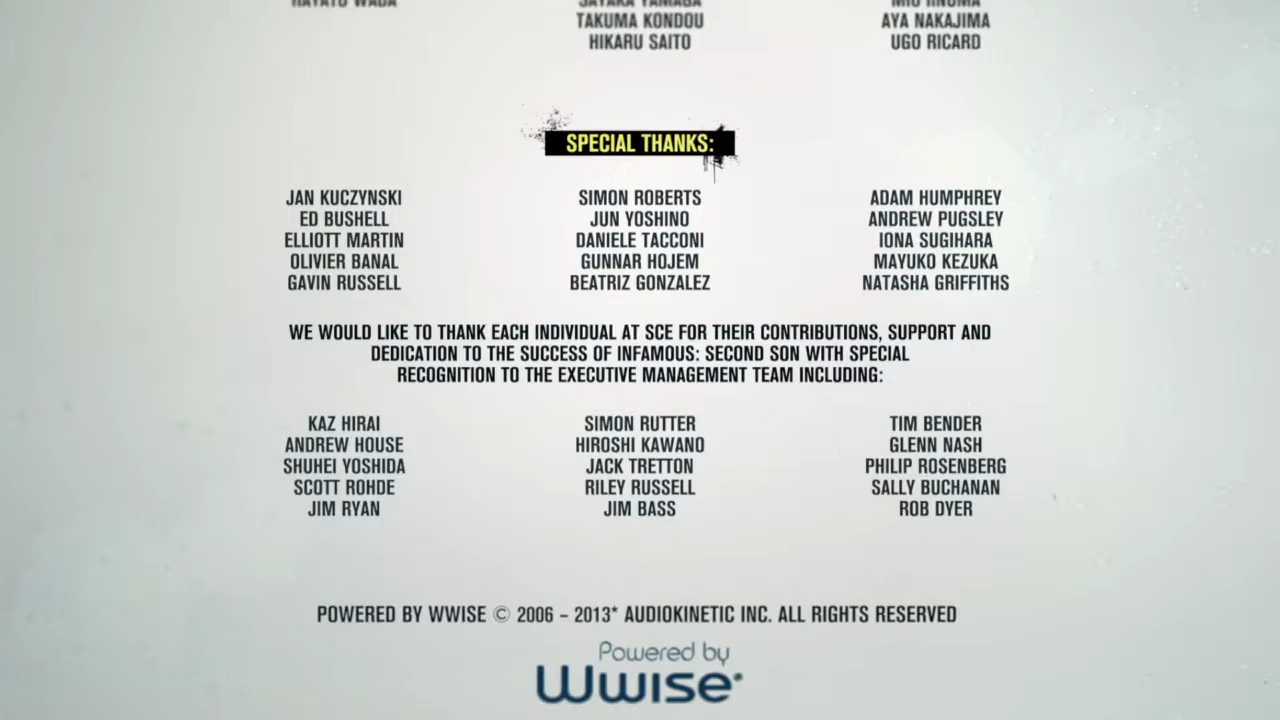 HAYATO WADA SAYAKA YAMABA MIO IINUMA
TAKUMA KONDOU AYA NAKAJIMA
HIKARU SAITO UGO RICARD
SPECIAL THANKS:
JAN KUCZYNSKI SIMON ROBERTS ADAM HUMPHREY
ED BUSHELL JUN YOSHINO ANDREW PUGSLEY
ELLIOTT MARTIN DANIELE TACCONI IONA SUGIHARA
OLIVIER BANAL GUNNAR HOJEM MAYUKO KEZUKA
GAVIN RUSSELL BEATRIZ GONZALEZ NATASHA GRIFFITHS
WE WOULD LIKE TO THANK EACH INDIVIDUAL AT SCE FOR THEIR CONTRIBUTIONS, SUPPORT AND
DEDICATION TO THE SUCCESS OF INFAMOUS: SECOND SON WITH SPECIAL
RECOGNITION TO THE EXECUTIVE MANAGEMENT TEAM INCLUDING:
KAZ HIRAI SIMON RUTTER TIM BENDER
ANDREW HOUSE HIROSHI KAWANO GLENN NASH
SHUHEI YOSHIDA JACK TRETTON PHILIP ROSENBERG
SCOTT ROHDE RILEY RUSSELL SALLY BUCHANAN
JIM RYAN JIM BASS ROB DYER
POWERED BY WWISE © 2006 - 2013* AUDIOKINETIC INC. ALL RIGHTS RESERVED
Powered by
Wwise®